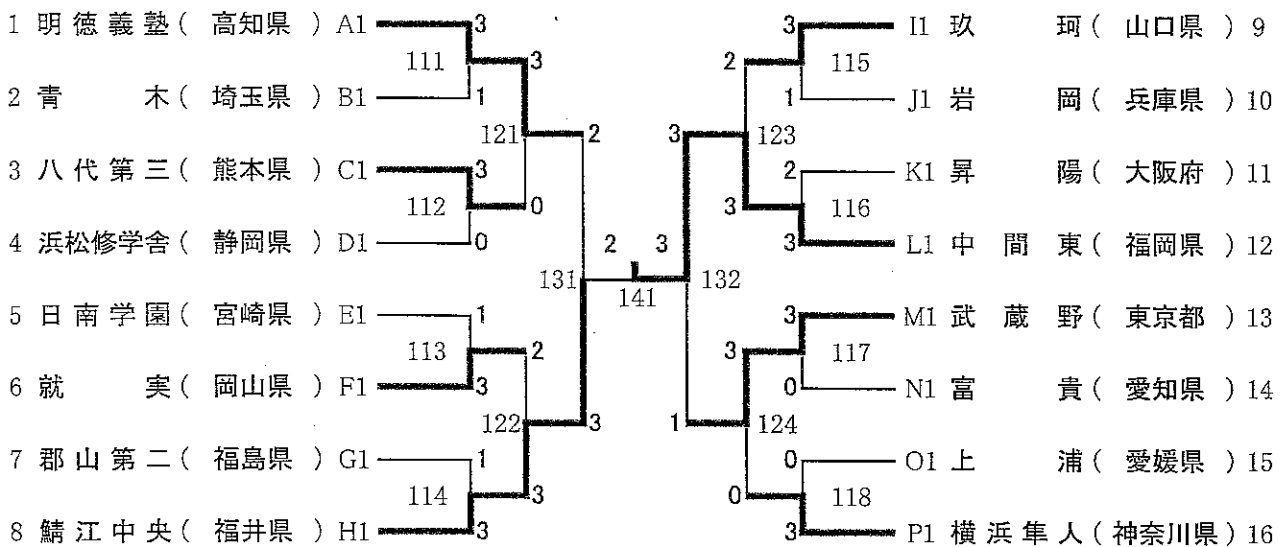 1 明徳義塾 ( 高知県 ) A1 3 3 I1 玖 珂 ( 山口県 ) 9
111 3 2 115
2 青 木 ( 埼玉県 ) B1 1 1 J1 岩 岡 ( 兵庫県 ) 10
121 2 3 123
3 八代第三 ( 熊本県 ) C1 3 2 K1 昇 陽 ( 大阪府 ) 11
112 0 3 116
4 浜松修学舎 ( 静岡県 ) D1 0 2 3 3 L1 中 間 東 ( 福岡県 ) 12
131 141 132
5 日南学園 ( 宮崎県 ) E1 1 3 M1 武 蔵 野 ( 東京都 ) 13
113 2 3 117
6 就 実 ( 岡山県 ) F1 3 0 N1 富 貴 ( 愛知県 ) 14
122 3 1 124
7 郡山第二 ( 福島県 ) G1 1 0 O1 上 浦 ( 愛媛県 ) 15
114 3 0 118
8 鯖江中央 ( 福井県 ) H1 3 3 P1 横浜隼人 ( 神奈川県 ) 16